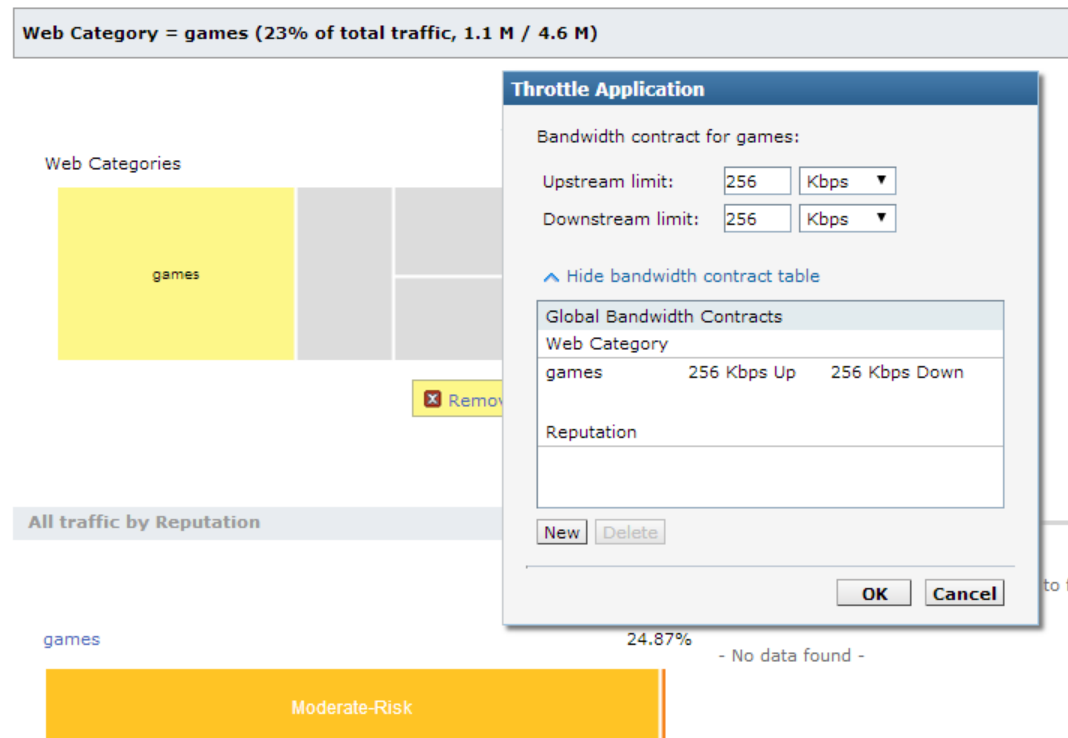 Web Category = games (23% of total traffic, 1.1 M / 4.6 M)
Throttle Application
Bandwidth contract for games:
Web Categories
Upstream limit: 256 Kbps
Downstream limit: 256 Kbps
games
Hide bandwidth contract table
Global Bandwidth Contracts
Web Category
games 256 Kbps Up 256 Kbps Down
Reputation
All traffic by Reputation
New Delete
OK Cancel
to
games 24.87%
- No data found -
Moderate-Risk